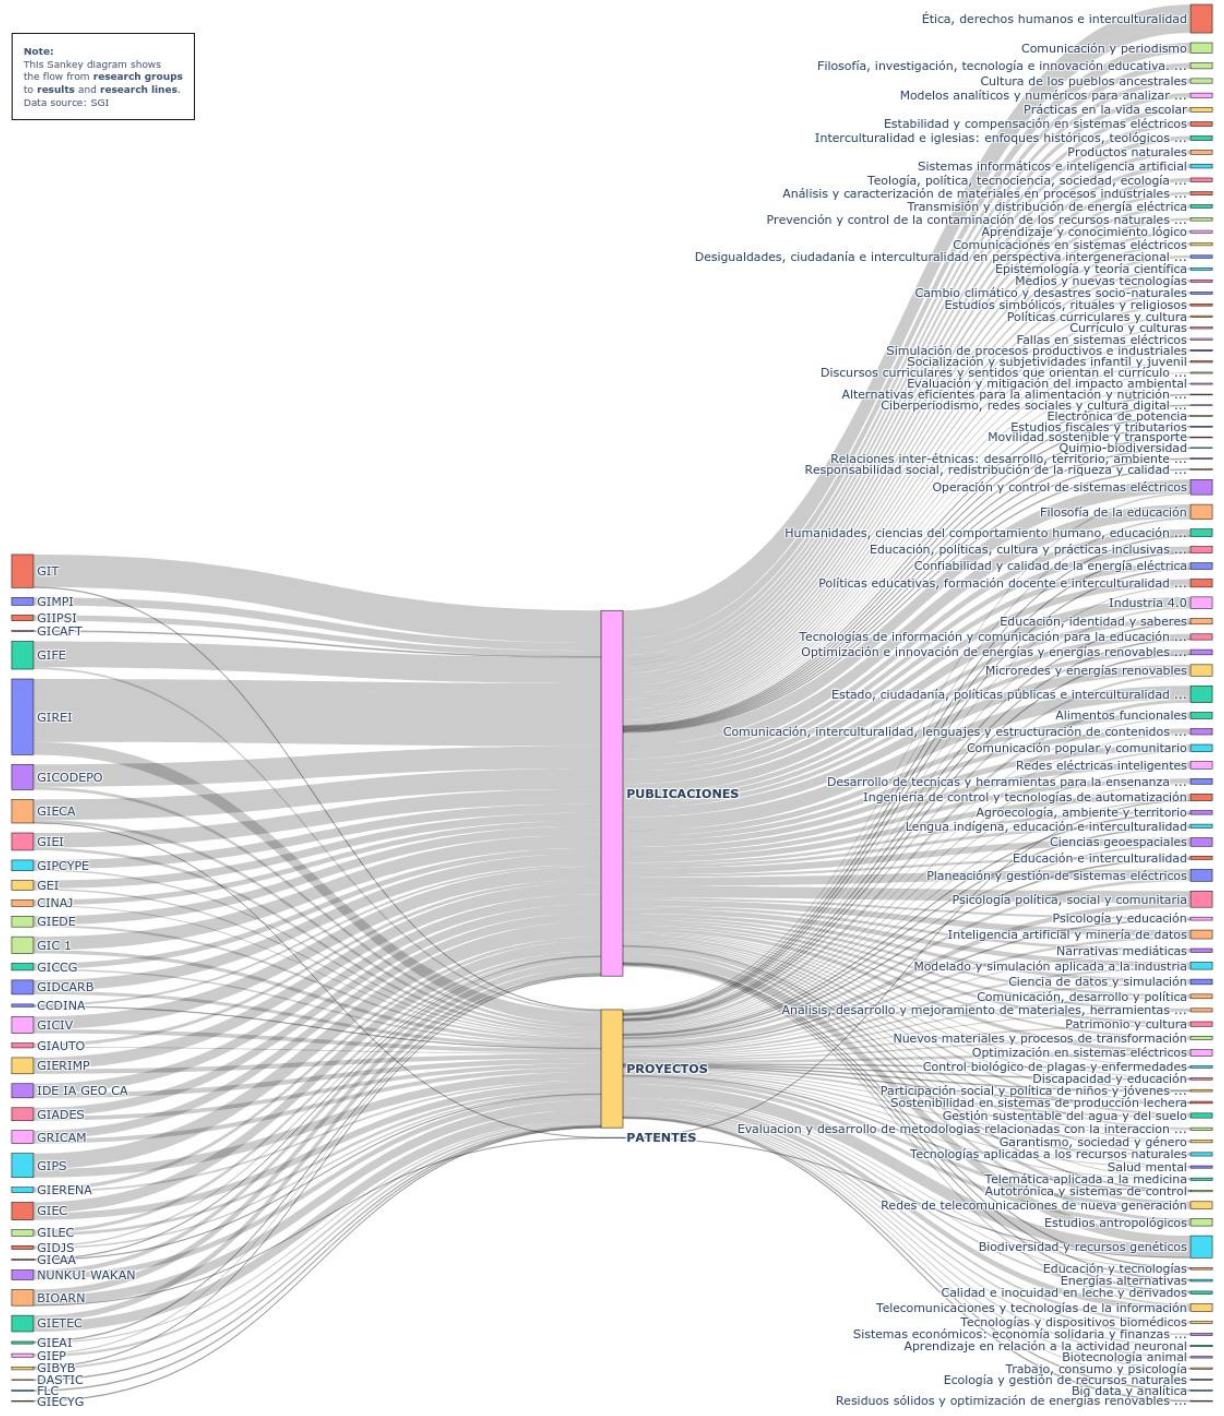 Note:
This Sankey diagram shows
the flow from research groups
to results and research lines.
Data source: SGI
GIT
GIMPI
GIIPSI
GICAFT
GIFE
GIREI
GICODEPO
GIECA
GIEI
GIPCYPE
GEI
CINAJ
GIEDE
GIC 1
GICCG
GIDCARB
CCDINA
GICIV
GIAUTO
GIERIMP
IDE IA GEO CA
GIADES
GRICAM
GIPS
GIERENA
GIEC
GILEC
GIDJS
GICAA
NUNKUI WAKAN
BIOARN
GIETEC
GIEAI
GIEP
GIBYB
DASTIC
FLC
GIECYG
PUBLICACIONES
PROYECTOS
PATENTES
Ética, derechos humanos e interculturalidad
Comunicación y periodismo
Filosofía, investigación, tecnología e innovación educativa. ...
Cultura de los pueblos ancestrales
Modelos analíticos y numéricos para analizar ...
Prácticas en la vida escolar
Estabilidad y compensación en sistemas eléctricos
Interculturalidad e iglesias: enfoques históricos, teológicos ...
Productos naturales
Sistemas informáticos e inteligencia artificial
Teología, política, tecnociencia, sociedad, ecología ...
Análisis y caracterización de materiales en procesos industriales ...
Transmisión y distribución de energía eléctrica
Prevención y control de la contaminación de los recursos naturales ...
Aprendizaje y conocimiento lógico
Comunicaciones en sistemas eléctricos
Desigualdades, ciudadanía e interculturalidad en perspectiva intergeneracional ...
Epistemología y teoría científica
Medios y nuevas tecnologías
Cambio climático y desastres socio-naturales
Estudios simbólicos, rituales y religiosos
Políticas curriculares y cultura
Currículo y culturas
Fallas en sistemas eléctricos
Simulación de procesos productivos e industriales
Socialización y subjetividades infantil y juvenil
Discursos curriculares y sentidos que orientan el currículo ...
Evaluación y mitigación del impacto ambiental
Alternativas eficientes para la alimentación y nutrición ...
Ciberperiodismo, redes sociales y cultura digital ...
Electrónica de potencia
Estudios fiscales y tributarios
Movilidad sostenible y transporte
Quimio-biodiversidad
Relaciones inter-étnicas: desarrollo, territorio, ambiente ...
Responsabilidad social, redistribución de la riqueza y calidad ...
Operación y control de sistemas eléctricos
Filosofía de la educación
Humanidades, ciencias del comportamiento humano, educación ...
Educación, políticas, cultura y prácticas inclusivas ...
Confiabilidad y calidad de la energía eléctrica
Políticas educativas, formación docente e interculturalidad ...
Industria 4.0
Educación, identidad y saberes
Tecnologías de información y comunicación para la educación ...
Optimización e innovación de energías y energías renovables ...
Microredes y energías renovables
Estado, ciudadanía, políticas públicas e interculturalidad ...
Alimentos funcionales
Comunicación, interculturalidad, lenguajes y estructuración de contenidos ...
Comunicación popular y comunitario
Redes eléctricas inteligentes
Desarrollo de tecnicas y herramientas para la ensenanza ...
Ingeniería de control y tecnologías de automatización
Agroecología, ambiente y territorio
Lengua indígena, educación e interculturalidad
Ciencias geoespaciales
Educación e interculturalidad
Planeación y gestión de sistemas eléctricos
Psicología política, social y comunitaria
Psicología y educación
Inteligencia artificial y minería de datos
Narrativas mediáticas
Modelado y simulación aplicada a la industria
Ciencia de datos y simulación
Comunicación, desarrollo y política
Análisis, desarrollo y mejoramiento de materiales, herramientas ...
Patrimonio y cultura
Nuevos materiales y procesos de transformación
Optimización en sistemas eléctricos
Control biológico de plagas y enfermedades
Discapacidad y educación
Participación social y política de niños y jóvenes ...
Sostenibilidad en sistemas de producción lechera
Gestión sustentable del agua y del suelo
Evaluacion y desarrollo de metodologias relacionadas con la interaccion ...
Garantismo, sociedad y género
Tecnologías aplicadas a los recursos naturales
Salud mental
Telemática aplicada a la medicina
Autotrónica y sistemas de control
Redes de telecomunicaciones de nueva generación
Estudios antropológicos
Biodiversidad y recursos genéticos
Educación y tecnologías
Energías alternativas
Calidad e inocuidad en leche y derivados
Telecomunicaciones y tecnologías de la información
Tecnologías y dispositivos biomédicos
Sistemas económicos: economía solidaria y finanzas ...
Aprendizaje en relación a la actividad neuronal
Biotecnología animal
Trabajo, consumo y psicología
Ecología y gestión de recursos naturales
Big data y analítica
Residuos sólidos y optimización de energías renovables ...